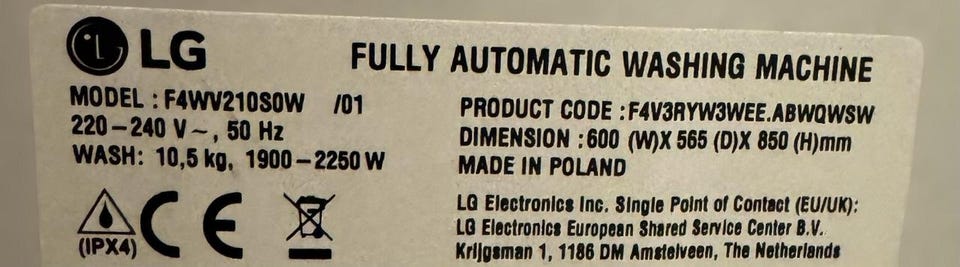 LG
FULLY AUTOMATIC WASHING MACHINE
MODEL : F4WV210S0W /01
220-240 V~, 50 Hz
WASH: 10,5 kg, 1900-2250 W
(IPX4)
PRODUCT CODE :F4V3RYW3WEE.ABWQWSW
DIMENSION :600 (W)X 565 (D)X 850 (H)mm
MADE IN POLAND
LG Electronics Inc. Single Point of Contact (EU/UK):
LG Electronics European Shared Service Center B.V.
Krijgsman 1, 1186 DM Amstelveen, The Netherlands